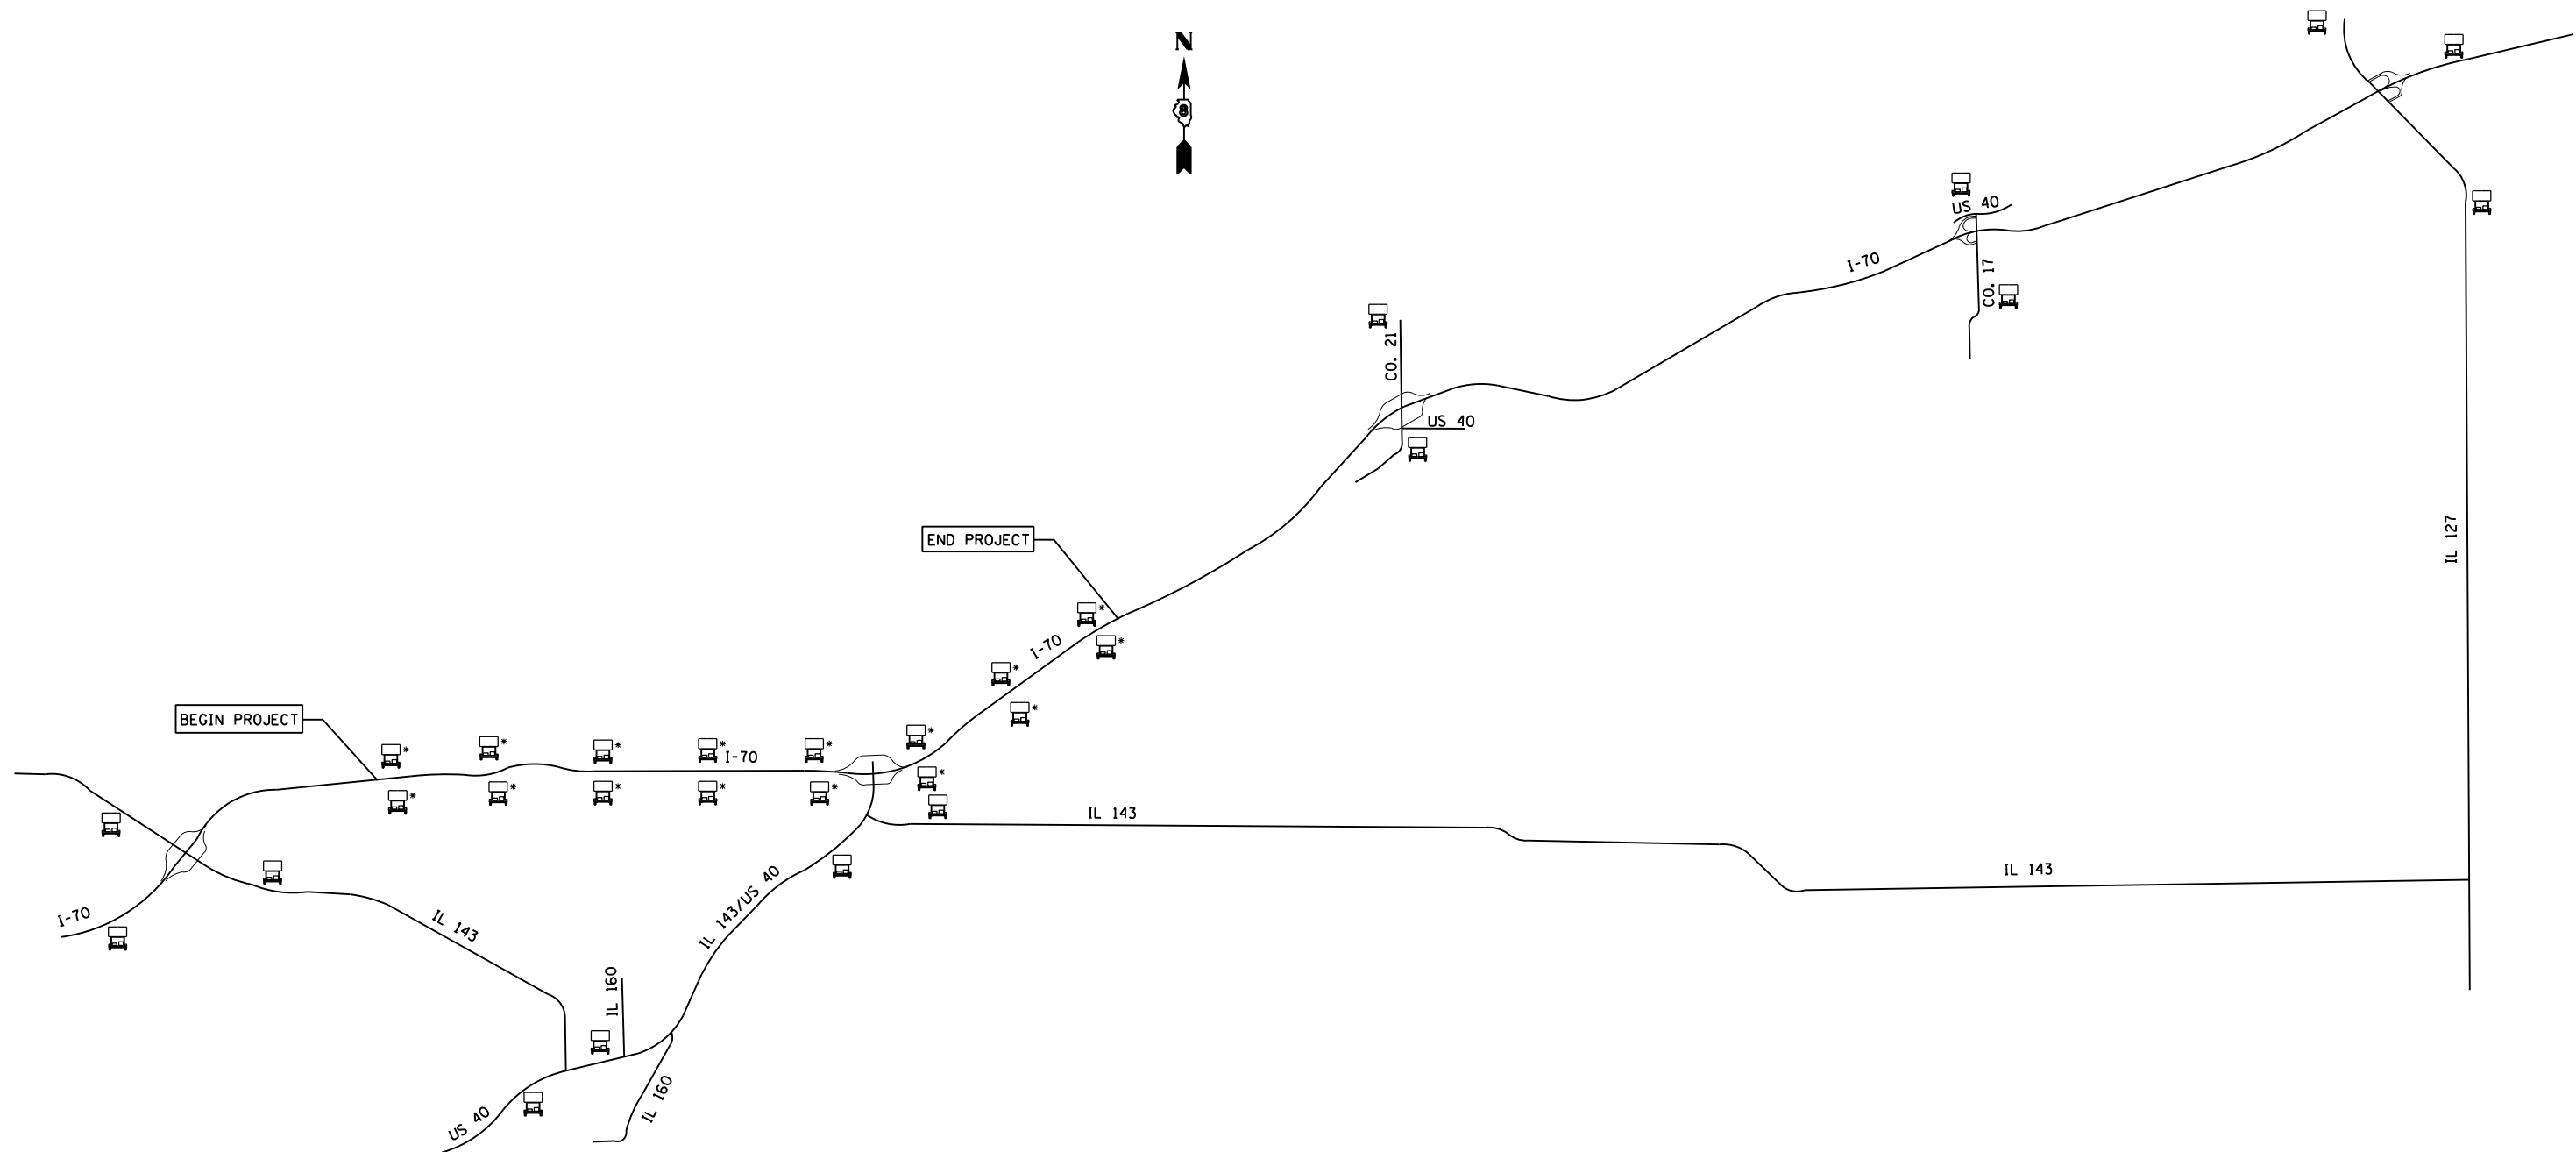 N
8
US 40
I-70
CO. 17
CO. 21
US 40
IL 127
END PROJECT
I-70
*
*
*
*
BEGIN PROJECT
*
*
*
*
*
*
I-70
*
*
*
*
*
*
IL 143
IL 143
I-70
IL 143
IL 143/US 40
IL 160
IL 160
US 40